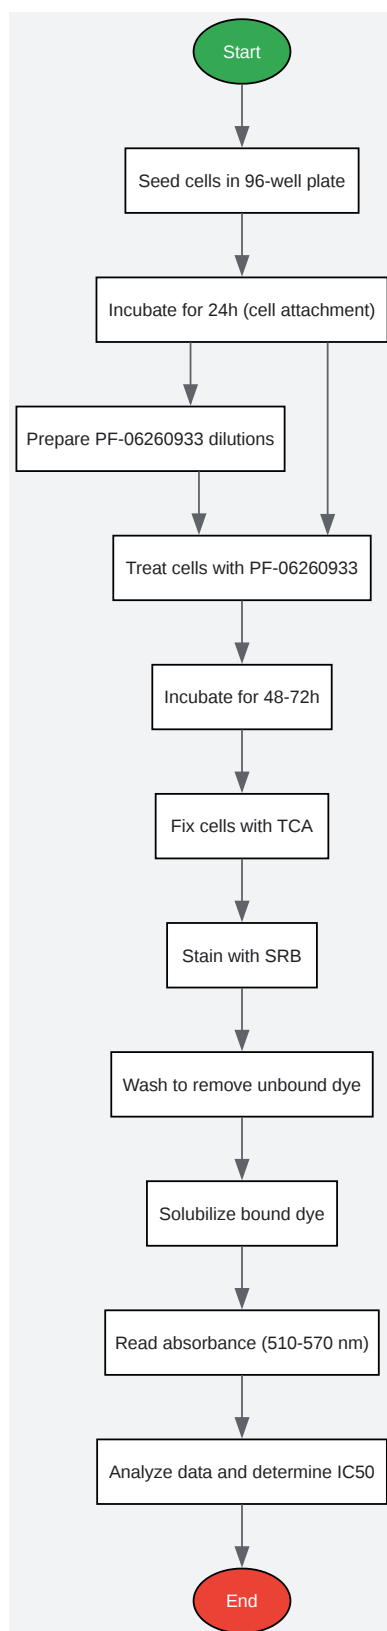 Start
Seed cells in 96-well plate
Incubate for 24h (cell attachment)
Prepare PF-06260933 dilutions
Treat cells with PF-06260933
Incubate for 48-72h
Fix cells with TCA
Stain with SRB
Wash to remove unbound dye
Solubilize bound dye
Read absorbance (510-570 nm)
Analyze data and determine IC50
End